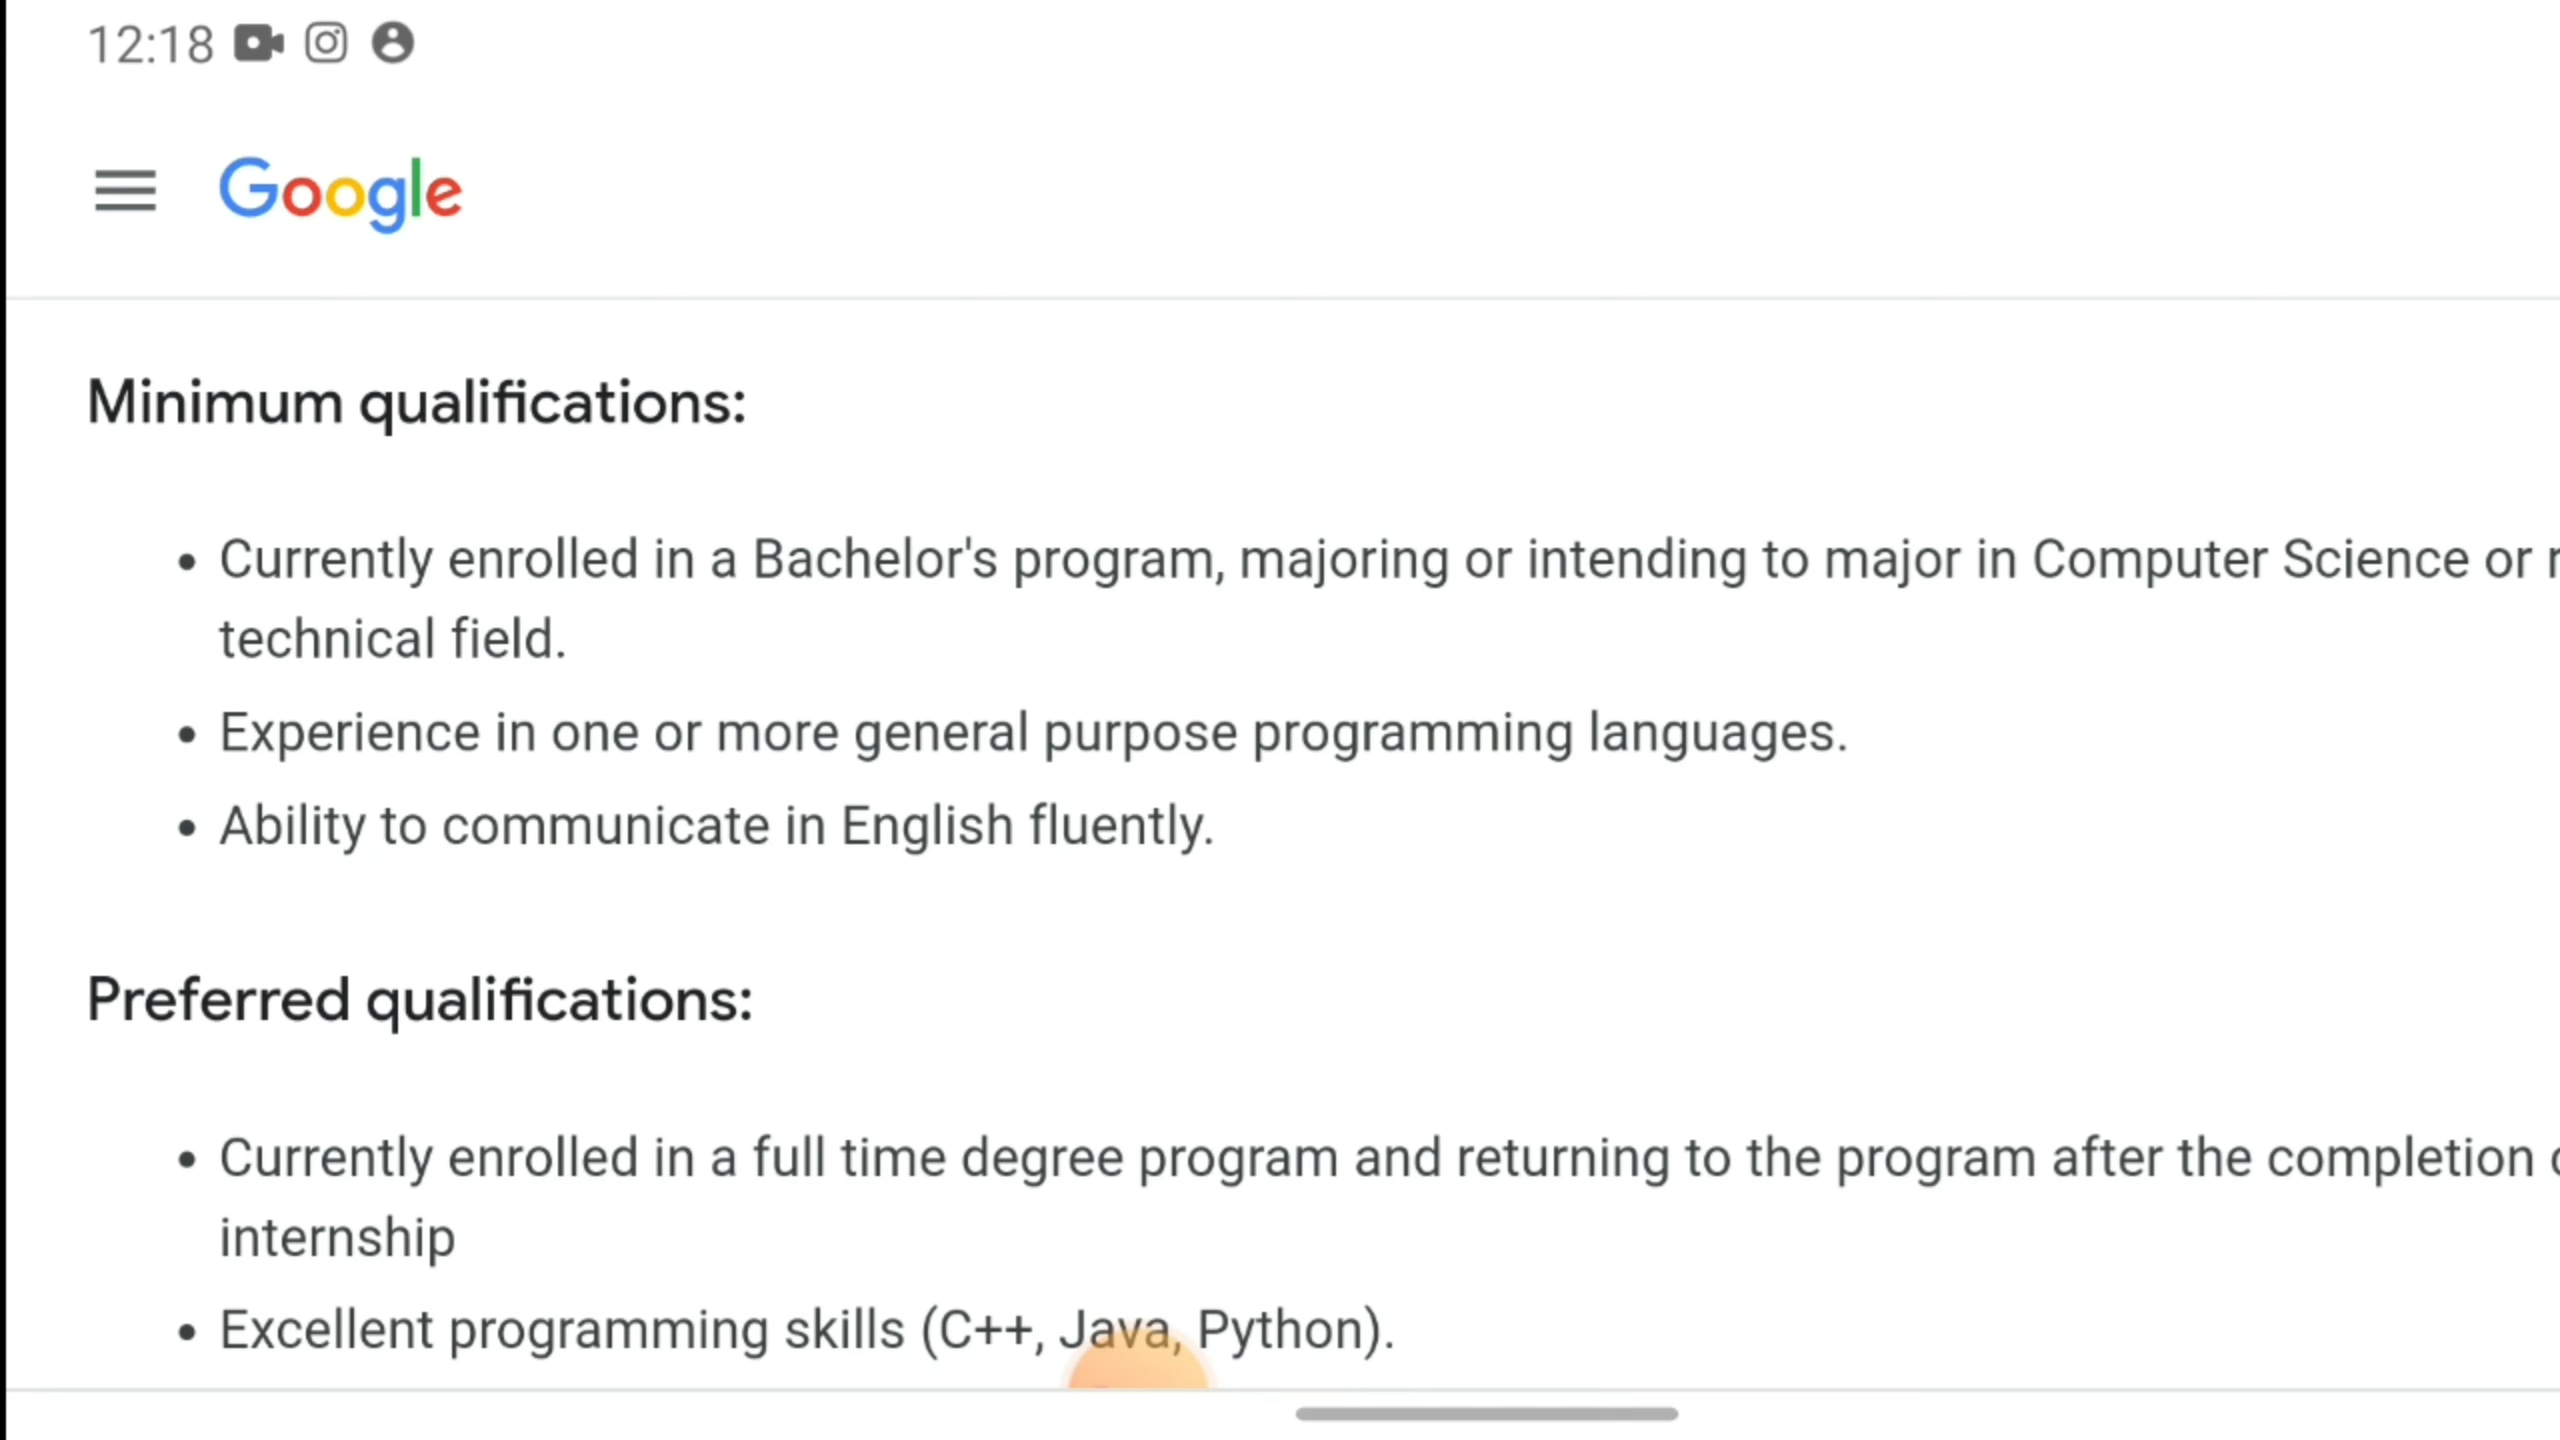 12:18
Google
Minimum qualifications:
• Currently enrolled in a Bachelor's program, majoring or intending to major in Computer Science or
technical field.
• Experience in one or more general purpose programming languages.
• Ability to communicate in English fluently.
Preferred qualifications:
• Currently enrolled in a full time degree program and returning to the program after the completion
internship
• Excellent programming skills (C++, Java, Python).